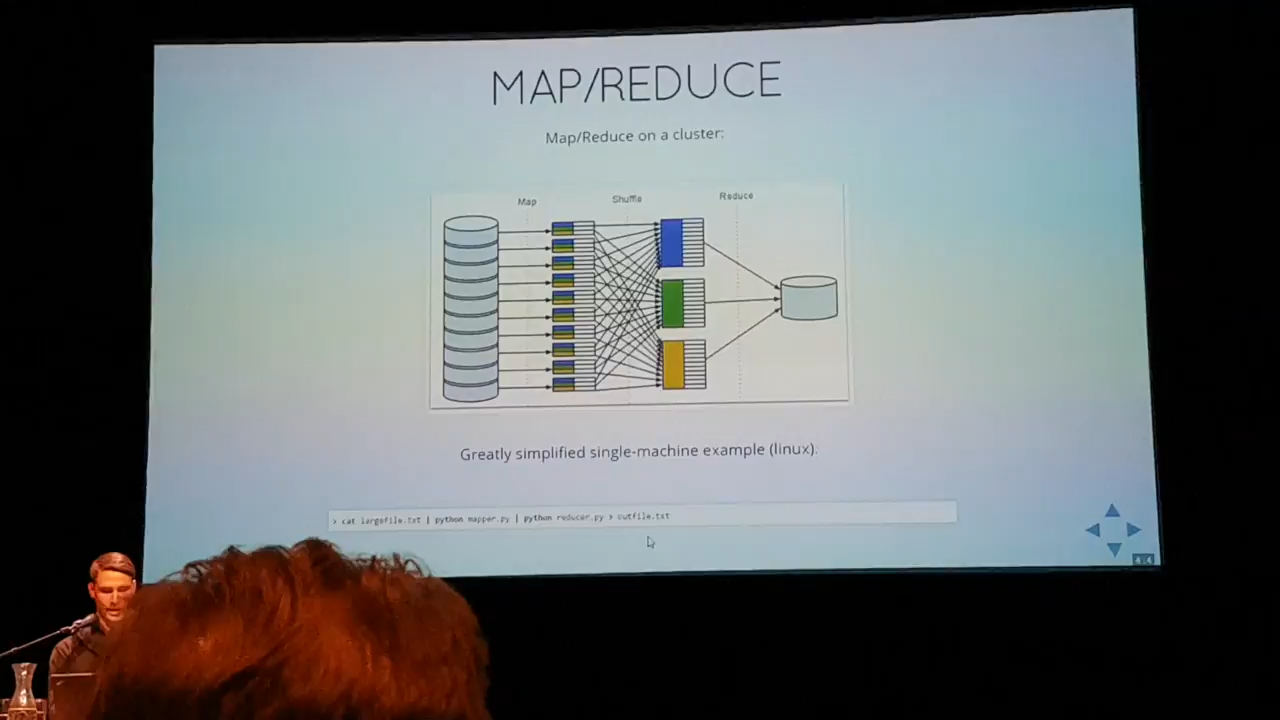 MAP/REDUCE
Map/Reduce on a cluster:
Map
Shuffle
Reduce
Greatly simplified single-machine example (linux):
> cat largefile.txt | python mapper.py | python reducer.py > outfile.txt